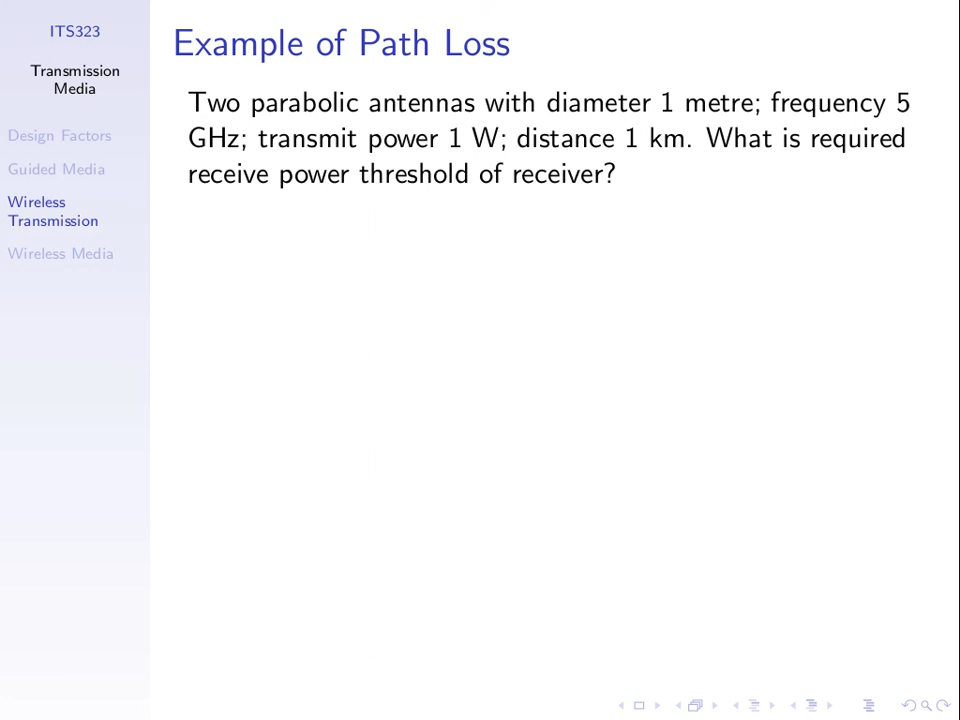 ITS323
Transmission
Media
Design Factors
Guided Media
Wireless
Transmission
Wireless Media
Example of Path Loss
Two parabolic antennas with diameter 1 metre; frequency 5
GHz; transmit power 1 W; distance 1 km. What is required
receive power threshold of receiver?